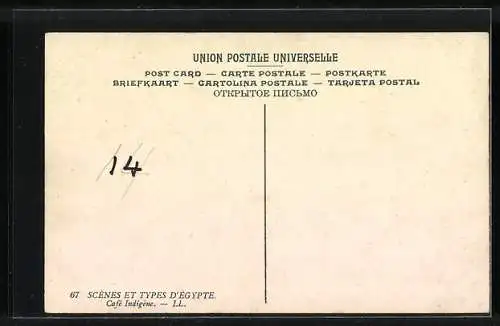 UNION POSTALE UNIVERSELLE
POST CARD — CARTE POSTALE — POSTKARTE
BRIEFKAART — CARTOLINA POSTALE — TARJETA POSTAL
ОТКРЫТОЕ ПИСЬМО
14
67 SCÈNES ET TYPES D'ÉGYPTE.
Café Indigène. — LL.